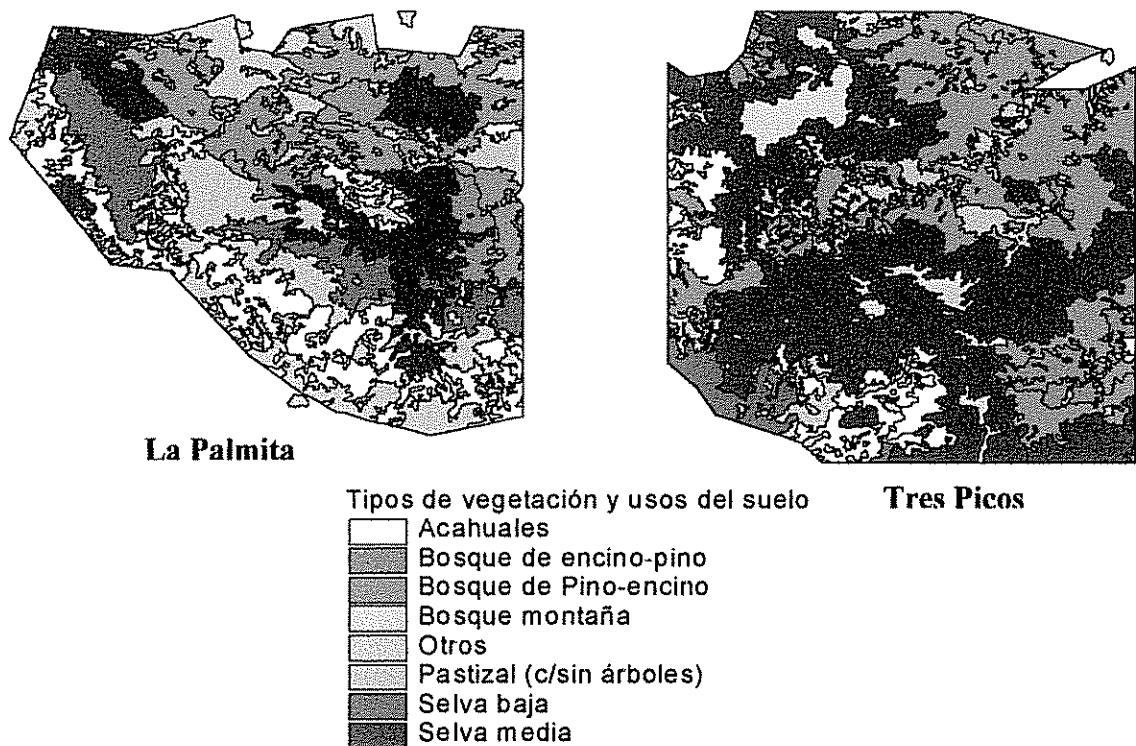 La Palmita
Tres Picos
Tipos de vegetación y usos del suelo
Acahuales
Bosque de encino-pino
Bosque de Pino-encino
Bosque montaña
Otros
Pastizal (c/sin árboles)
Selva baja
Selva media